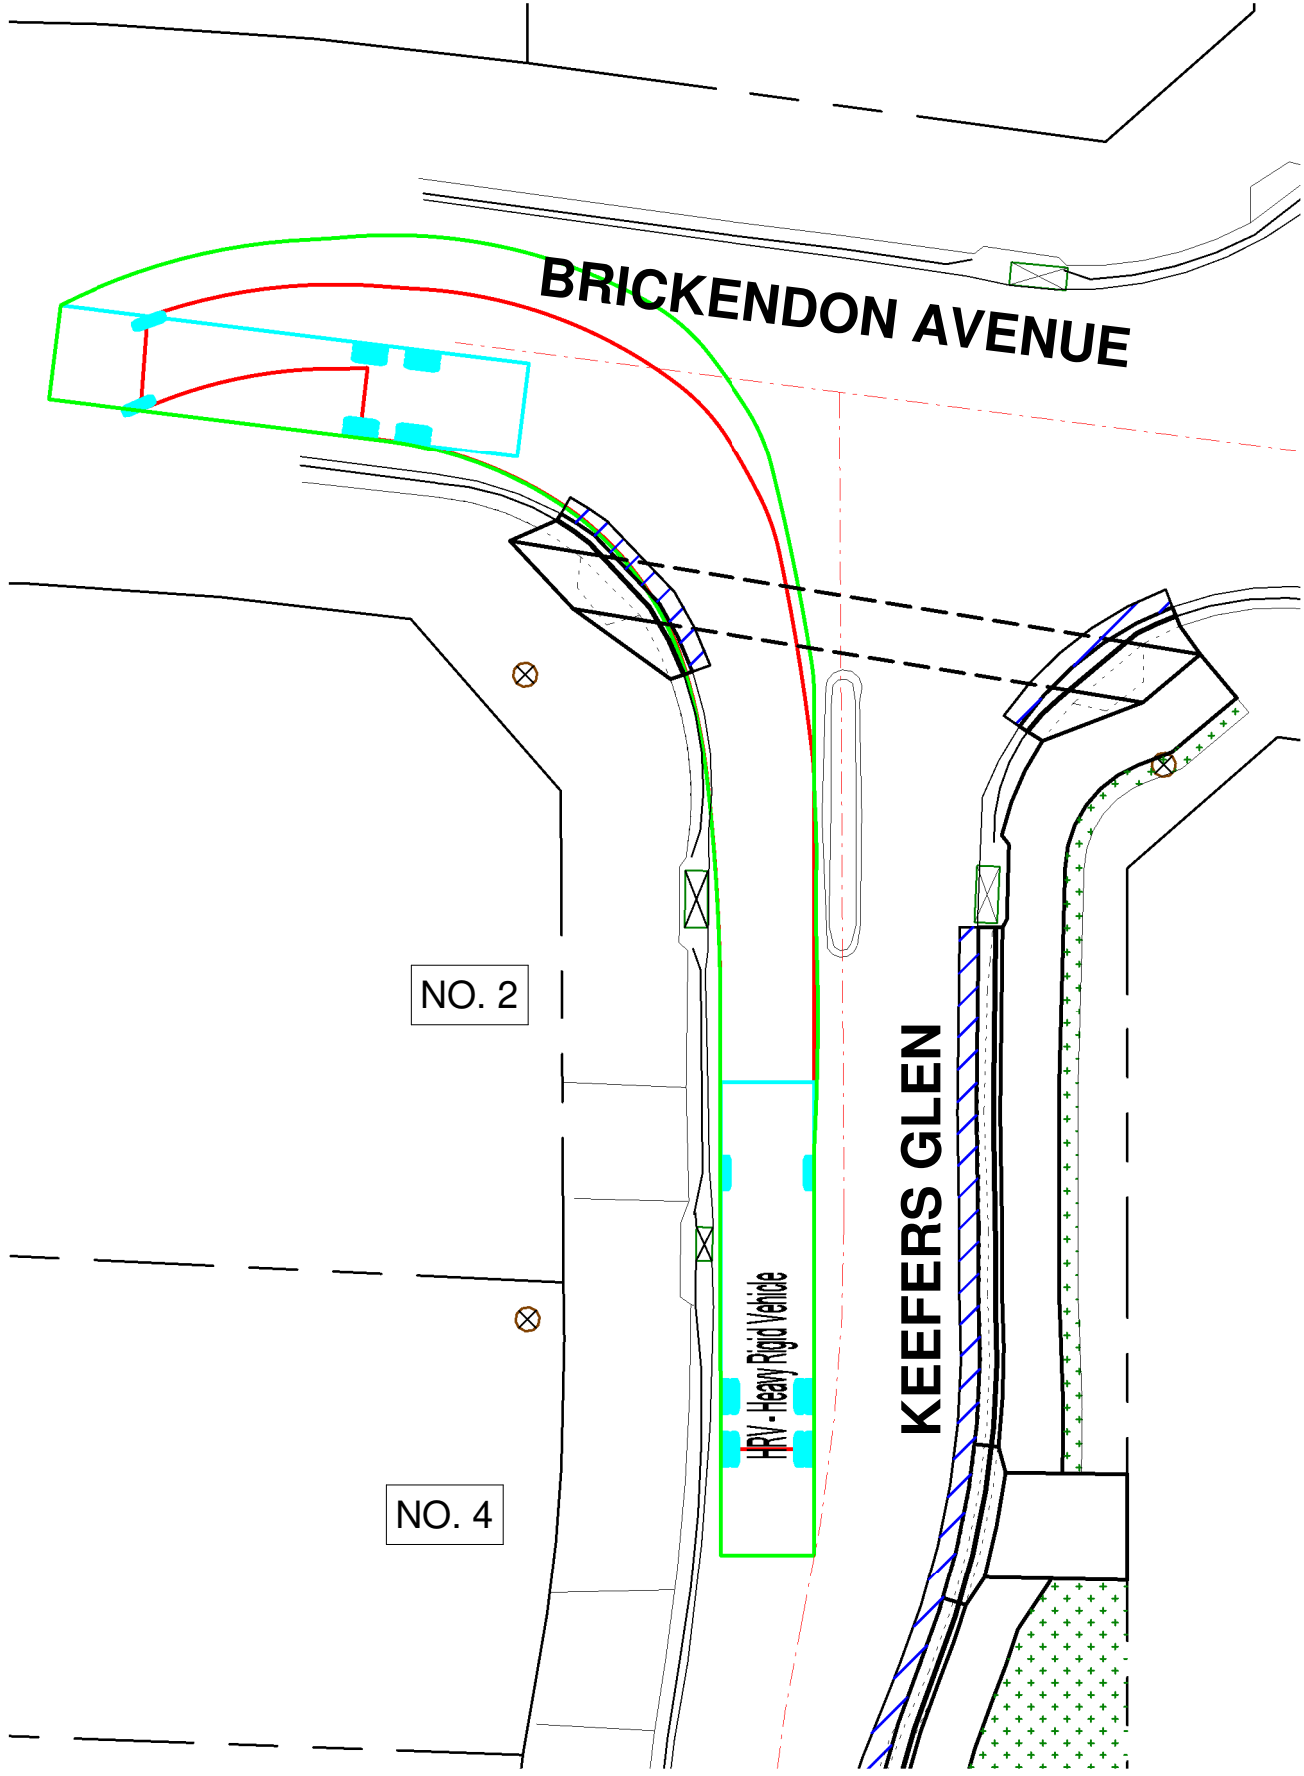 BRICKENDON AVENUE
NO. 2
KEEFERS GLEN
HRV - Heavy Rigid Vehicle
NO. 4